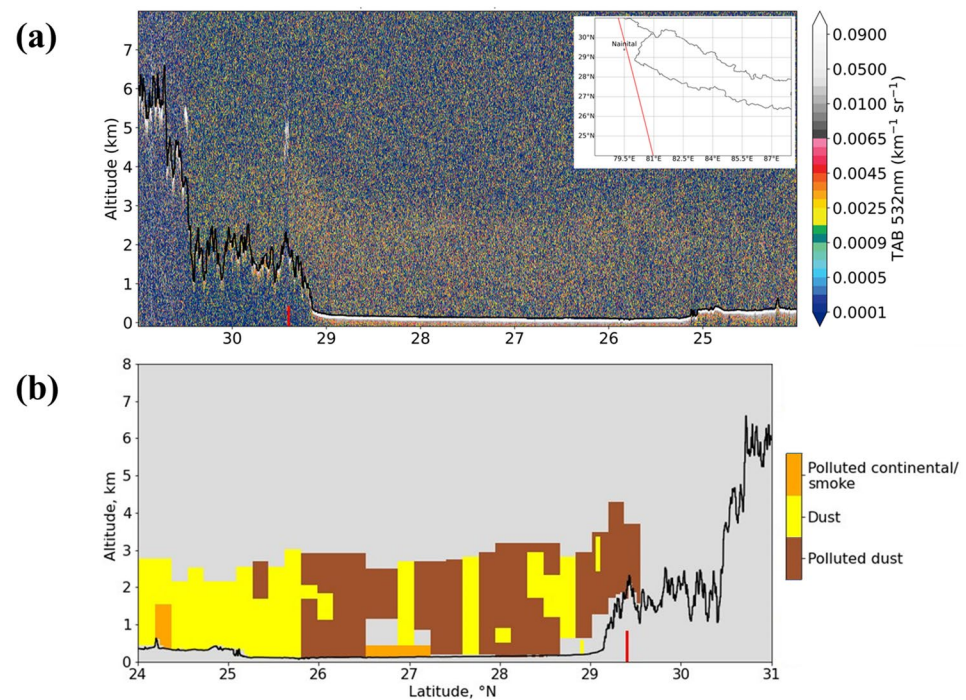 (a)
7
6
5
4
3
2
1
0
Altitude (km)
30 29 28 27 26 25
30°N
29°N
28°N
27°N
26°N
25°N
24°N
Nainital
79.5°E 81°E 82.5°E 84°E 85.5°E 87°E
0.0900
0.0500
0.0100
0.0065
0.0045
0.0025
0.0009
0.0005
0.0001
TAB 532nm (km⁻¹ sr⁻¹)
(b)
8
7
6
5
4
3
2
1
0
Altitude, km
24 25 26 27 28 29 30 31
Latitude, °N
Polluted continental/
smoke
Dust
Polluted dust